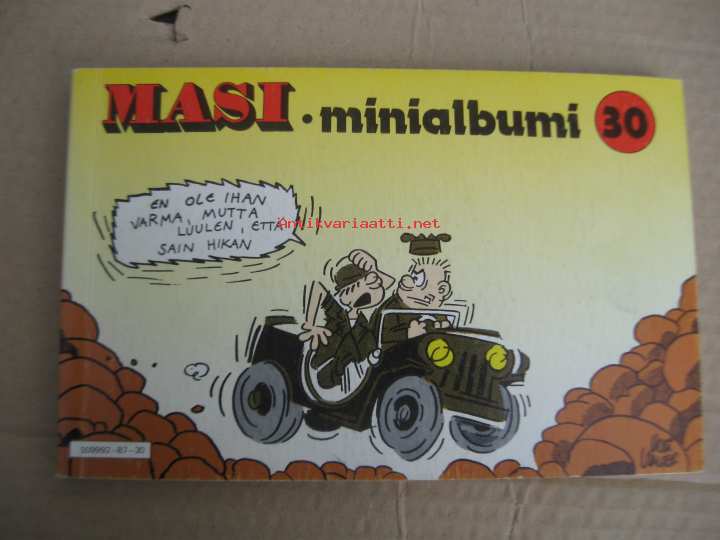 MASI • minialbumi 30
EN OLE IHAN
VARMA, MUTTA
LUULEN, ETTÄ
SAIN HIKAN
Antikvariaatti.net